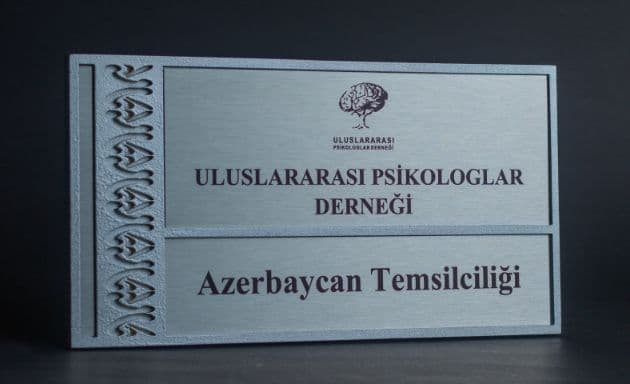 ULUSLARARASI
PSİKOLOGLAR DERNEĞİ
ULUSLARARASI PSİKOLOGLAR
DERNEĞİ
Azerbaycan Temsilciliği